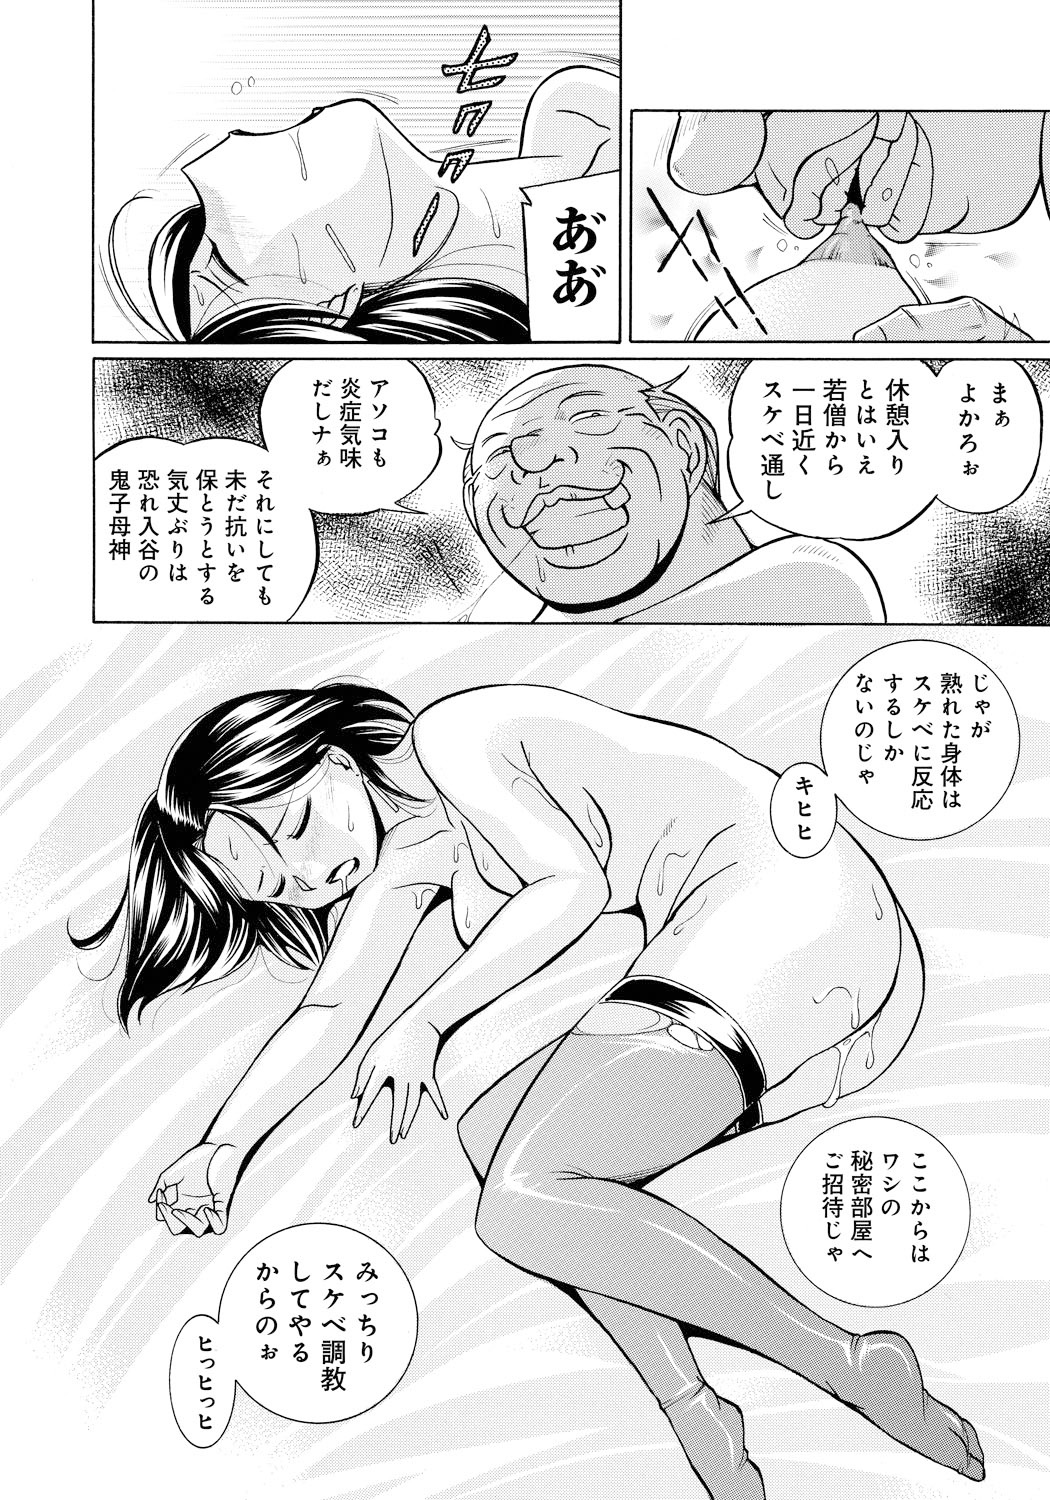 まぁ
よかろぉ
休憩入り
とはいえ
若僧から
一日近く
スケベ通し
ヒクヒク
あ゛あ゛
アソコも
炎症気味
だしナぁ
それにしても
未だ抗いを
保とうとする
気丈ぶりは
恐れ入谷の
鬼子母神
じゃが
熟れた身体は
スケベに反応
するしか
ないのじゃ
キヒヒ
ここからは
ワシの
秘密部屋へ
ご招待じゃ
みっちり
スケベ調教
してやる
からのぉ
ヒっヒっヒ